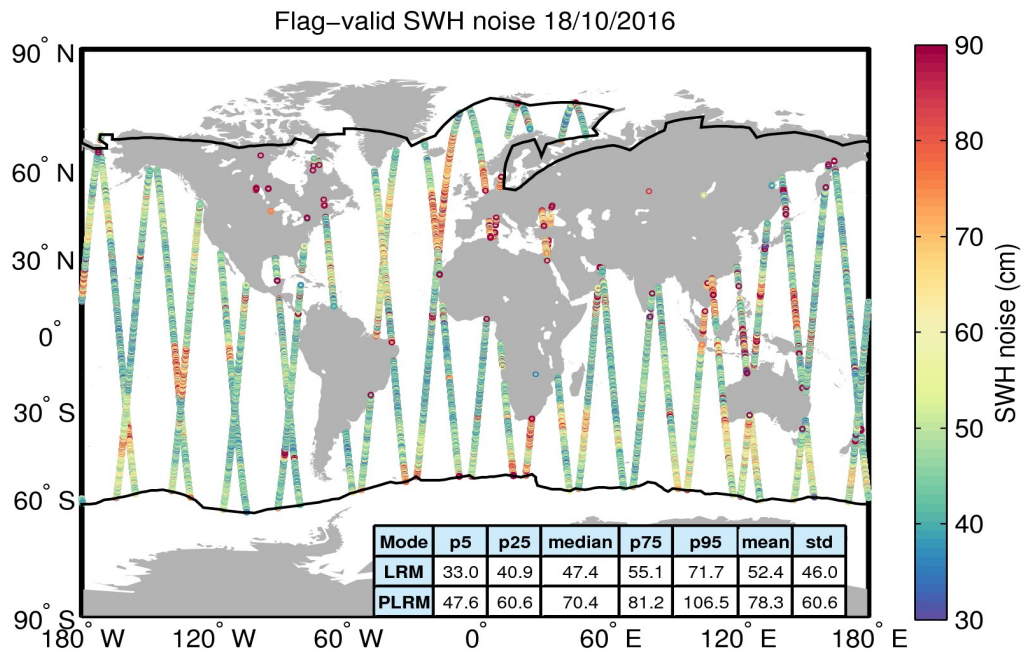 Flag−valid SWH noise 18/10/2016
90° N
60° N
30° N
0°
30° S
60° S
90° S
180° W
120° W
60° W
0°
60° E
120° E
180° E
Mode p5 p25 median p75 p95 mean std
LRM 33.0 40.9 47.4 55.1 71.7 52.4 46.0
PLRM 47.6 60.6 70.4 81.2 106.5 78.3 60.6
90
80
70
60
50
40
30
SWH noise (cm)